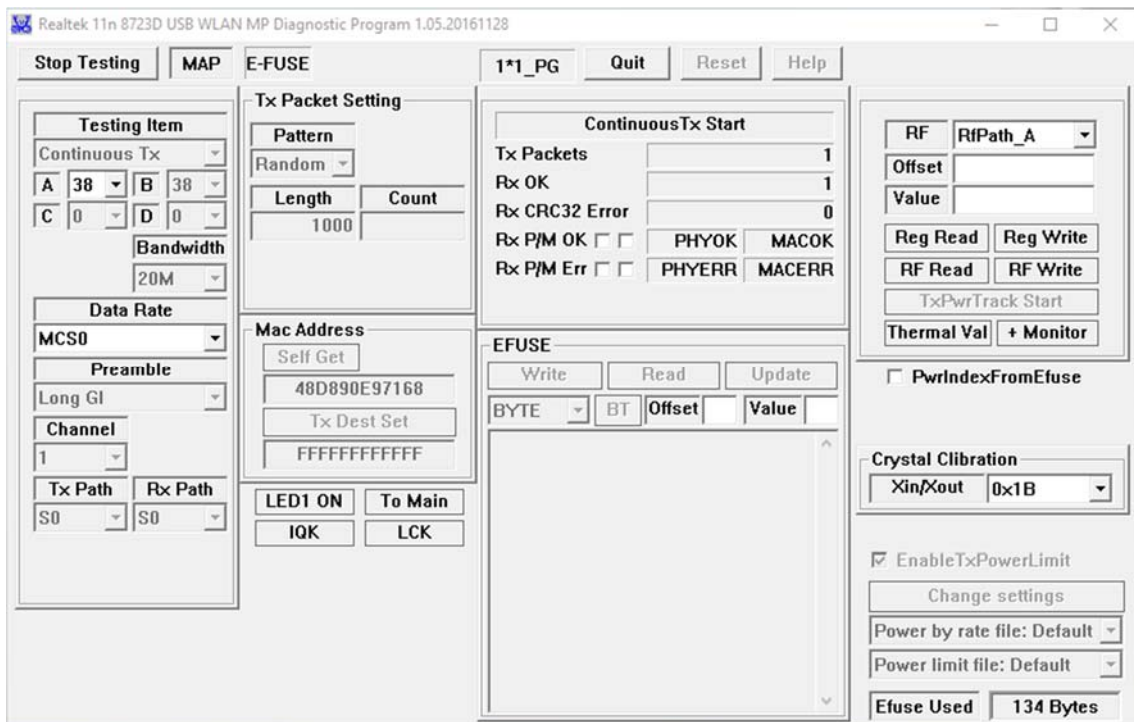 Realtek 11n 8723D USB WLAN MP Diagnostic Program 1.05.20161128
Stop Testing MAP E-FUSE 1*1_PG Quit Reset Help
Testing Item
Continuous Tx
A 38 B 38
C 0 D 0
Bandwidth
20M
Data Rate
MCS0
Preamble
Long GI
Channel
1
Tx Path Rx Path
S0 S0
Tx Packet Setting
Pattern
Random
Length Count
1000
Mac Address
Self Get
48D890E97168
Tx Dest Set
FFFFFFFFFFFF
LED1 ON To Main
IQK LCK
ContinuousTx Start
Tx Packets 1
Rx OK 1
Rx CRC32 Error 0
Rx P/M OK PHYOK MACOK
Rx P/M Err PHYERR MACERR
EFUSE
Write Read Update
BYTE BT Offset Value
RF RfPath_A
Offset
Value
Reg Read Reg Write
RF Read RF Write
TxPwrTrack Start
Thermal Val + Monitor
PwrIndexFromEfuse
Crystal Clibration
Xin/Xout 0x1B
EnableTxPowerLimit
Change settings
Power by rate file: Default
Power limit file: Default
Efuse Used 134 Bytes